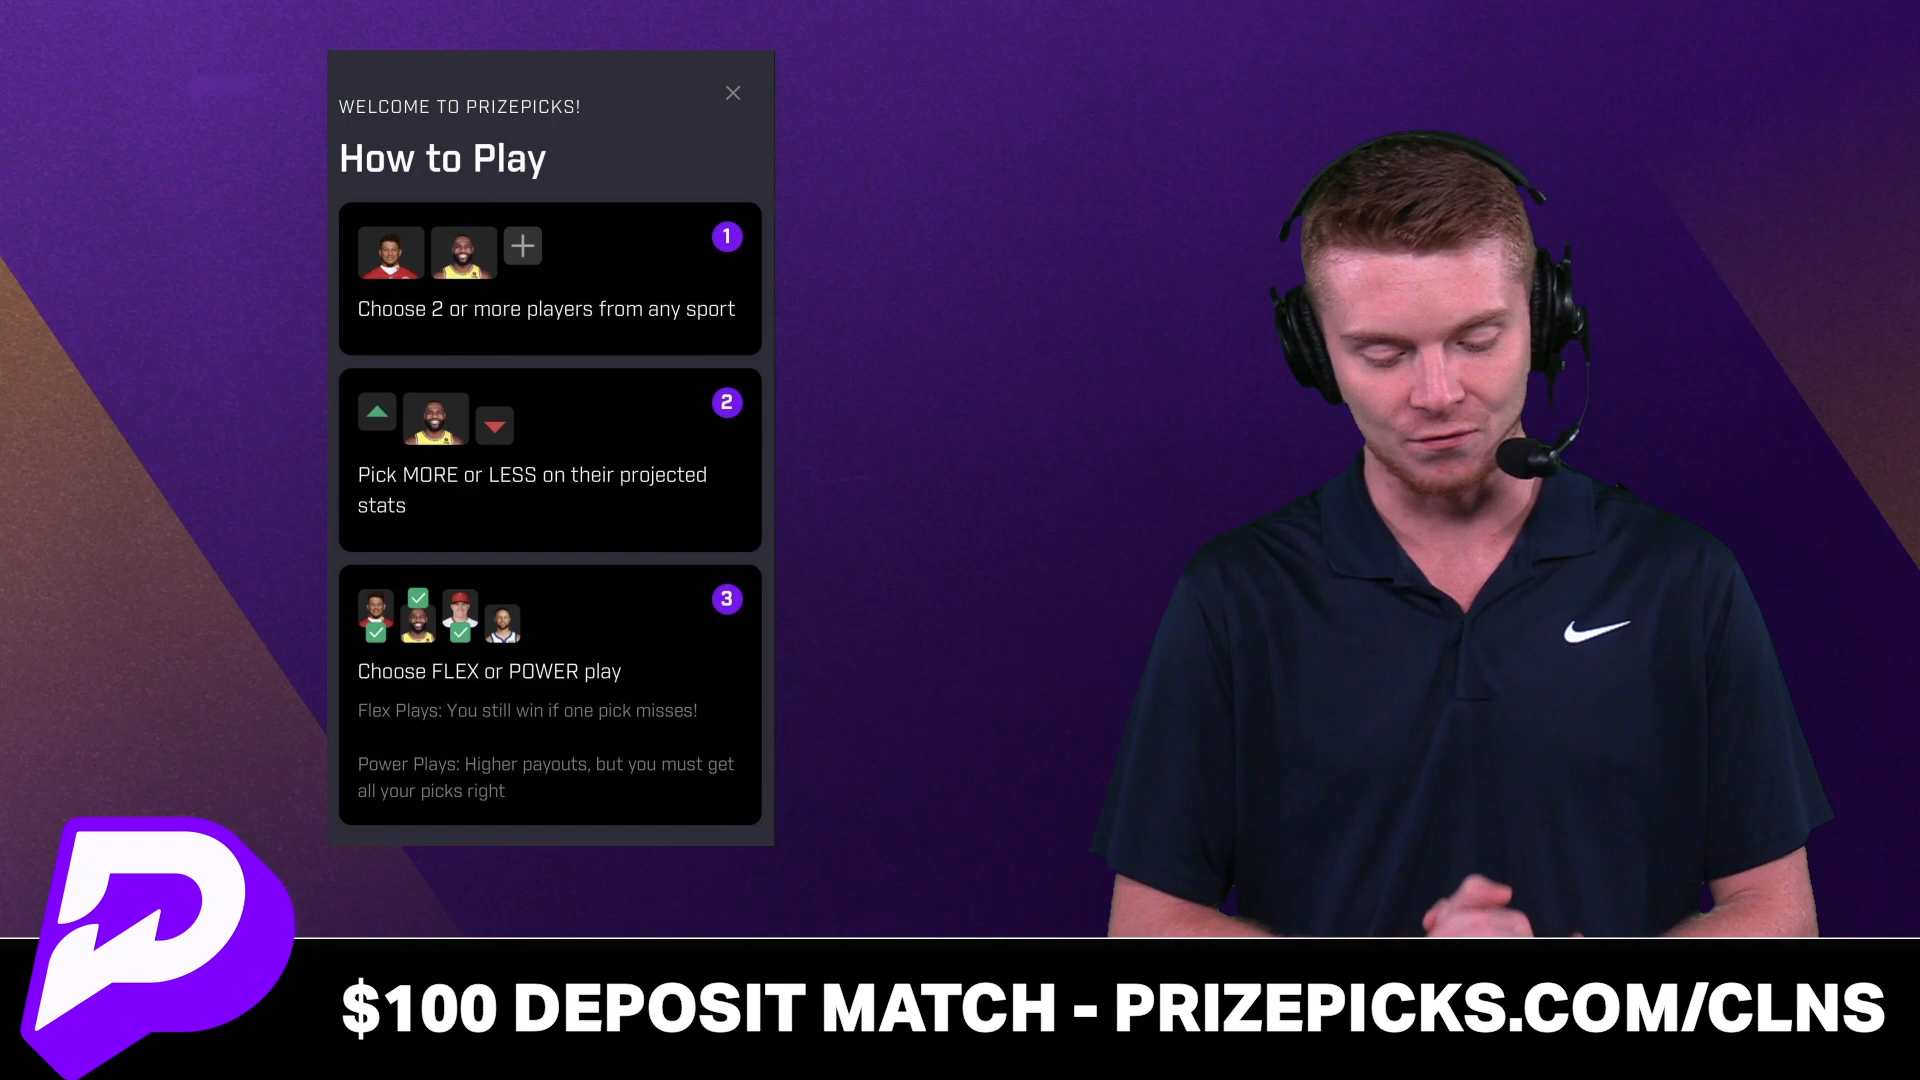 WELCOME TO PRIZEPICKS!
How to Play
1
Choose 2 or more players from any sport
2
Pick MORE or LESS on their projected
stats
3
Choose FLEX or POWER play
Flex Plays: You still win if one pick misses!
Power Plays: Higher payouts, but you must get
all your picks right
$100 DEPOSIT MATCH - PRIZEPICKS.COM/CLNS